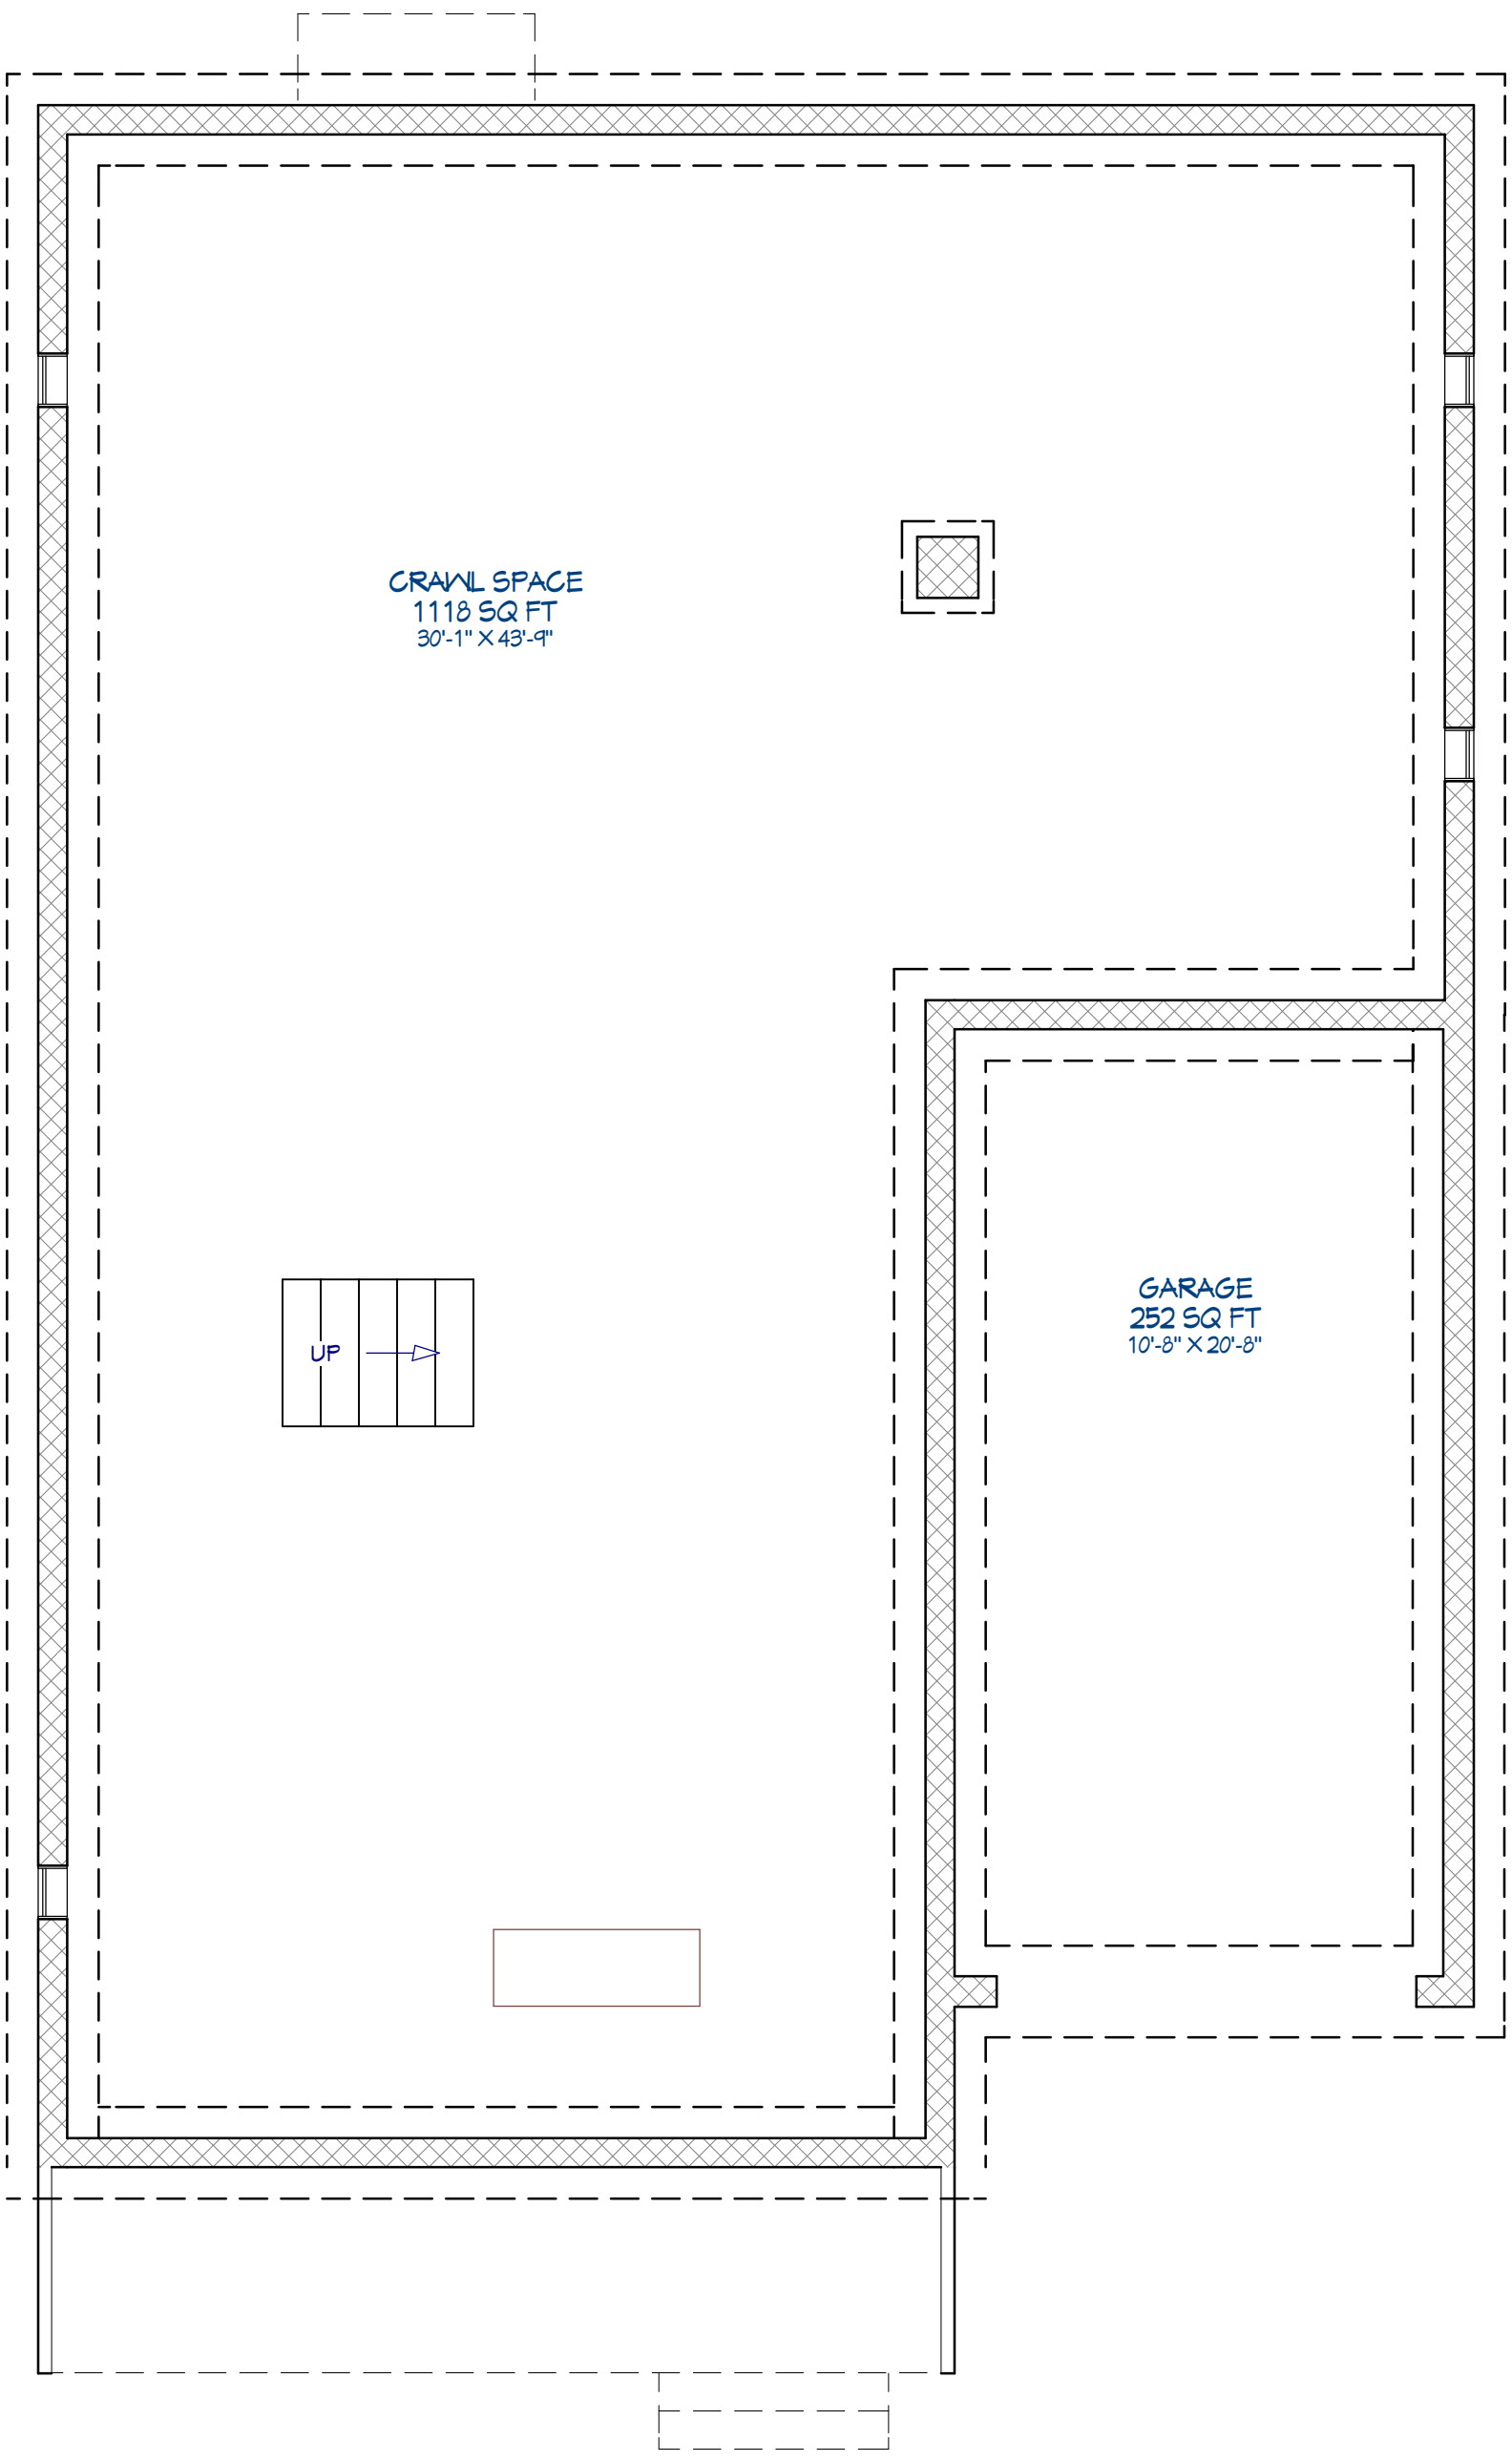 CRAWL SPACE
1118 SQ FT
30'-1" X 43'-9"
GARAGE
252 SQ FT
10'-8" X 20'-8"
UP